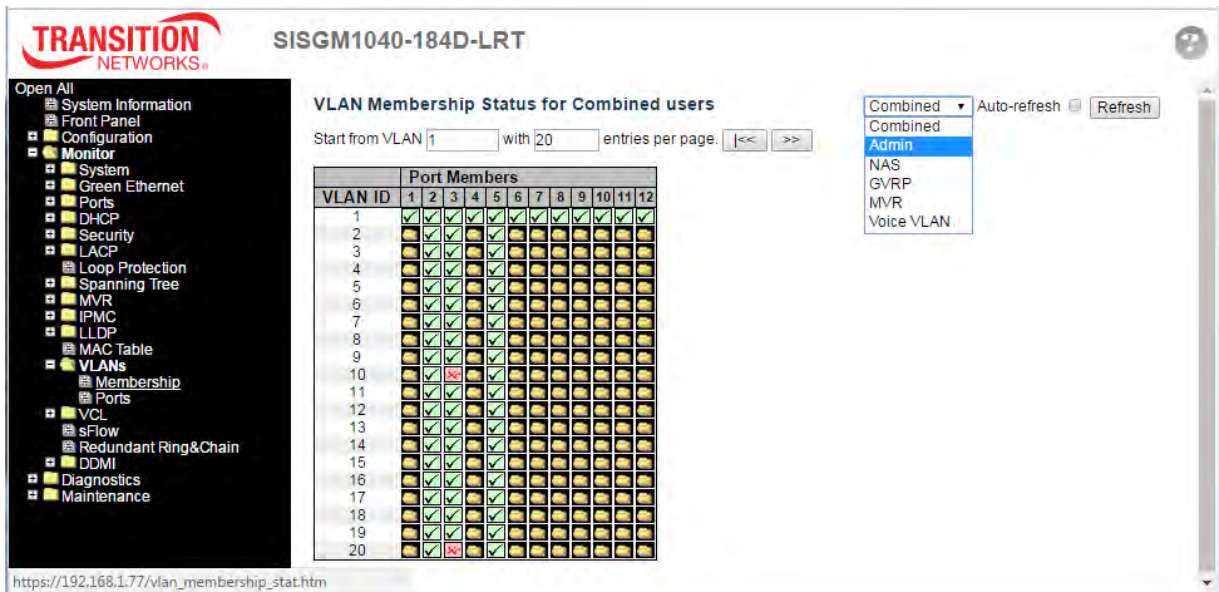 TRANSITION
NETWORKS®
SISGM1040-184D-LRT
?
Open All
System Information
Front Panel
Configuration
Monitor
System
Green Ethernet
Ports
DHCP
Security
LACP
Loop Protection
Spanning Tree
MVR
IPMC
LLDP
MAC Table
VLANs
Membership
Ports
VCL
sFlow
Redundant Ring&Chain
DDMI
Diagnostics
Maintenance
VLAN Membership Status for Combined users
Start from VLAN 1 with 20 entries per page. |<< >>
Combined Auto-refresh Refresh
Combined
Admin
NAS
GVRP
MVR
Voice VLAN
Port Members
VLAN ID 1 2 3 4 5 6 7 8 9 10 11 12
1
2
3
4
5
6
7
8
9
10
11
12
13
14
15
16
17
18
19
20
https://192.168.1.77/vlan_membership_stat.htm